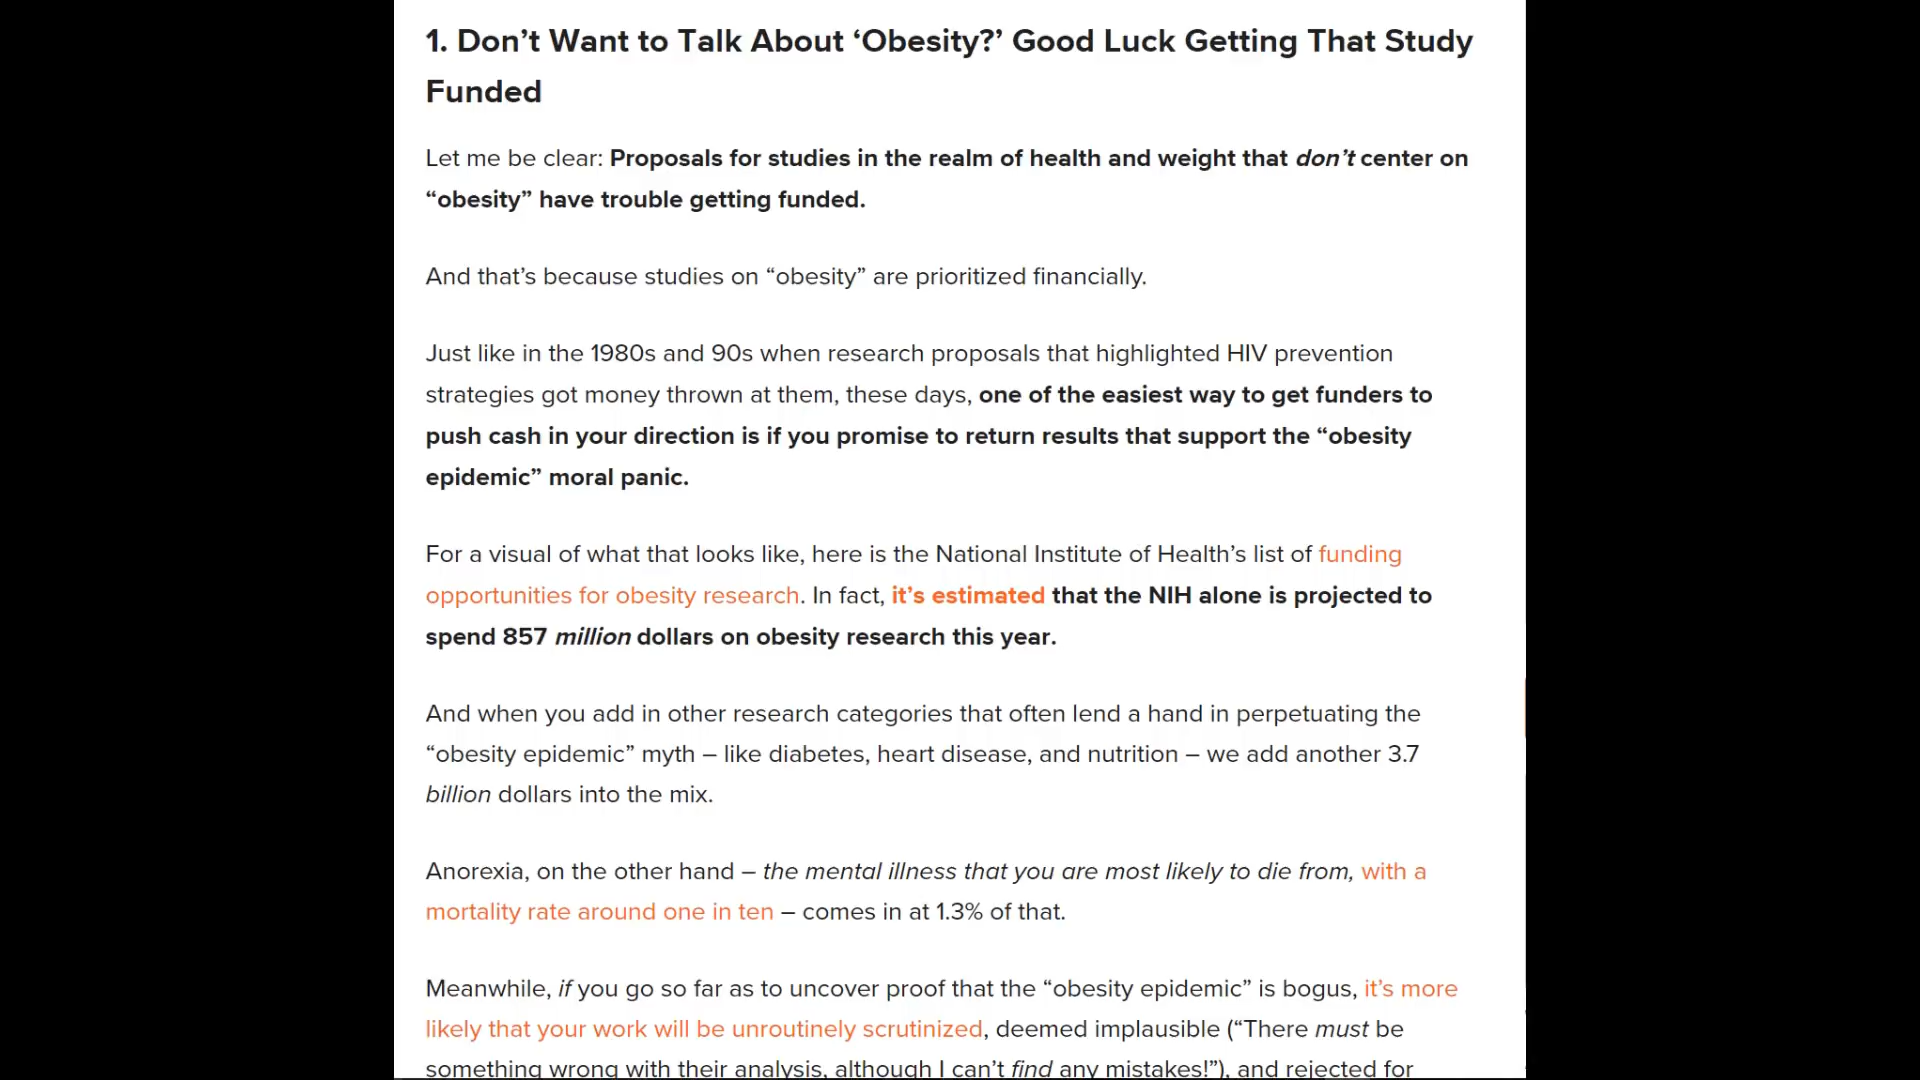 1. Don’t Want to Talk About ‘Obesity?’ Good Luck Getting That Study
Funded
Let me be clear: Proposals for studies in the realm of health and weight that don’t center on
“obesity” have trouble getting funded.
And that’s because studies on “obesity” are prioritized financially.
Just like in the 1980s and 90s when research proposals that highlighted HIV prevention
strategies got money thrown at them, these days, one of the easiest way to get funders to
push cash in your direction is if you promise to return results that support the “obesity
epidemic” moral panic.
For a visual of what that looks like, here is the National Institute of Health’s list of funding
opportunities for obesity research. In fact, it’s estimated that the NIH alone is projected to
spend 857 million dollars on obesity research this year.
And when you add in other research categories that often lend a hand in perpetuating the
“obesity epidemic” myth – like diabetes, heart disease, and nutrition – we add another 3.7
billion dollars into the mix.
Anorexia, on the other hand – the mental illness that you are most likely to die from, with a
mortality rate around one in ten – comes in at 1.3% of that.
Meanwhile, if you go so far as to uncover proof that the “obesity epidemic” is bogus, it’s more
likely that your work will be unroutinely scrutinized, deemed implausible (“There must be
something wrong with their analysis, although I can’t find any mistakes!”), and rejected for